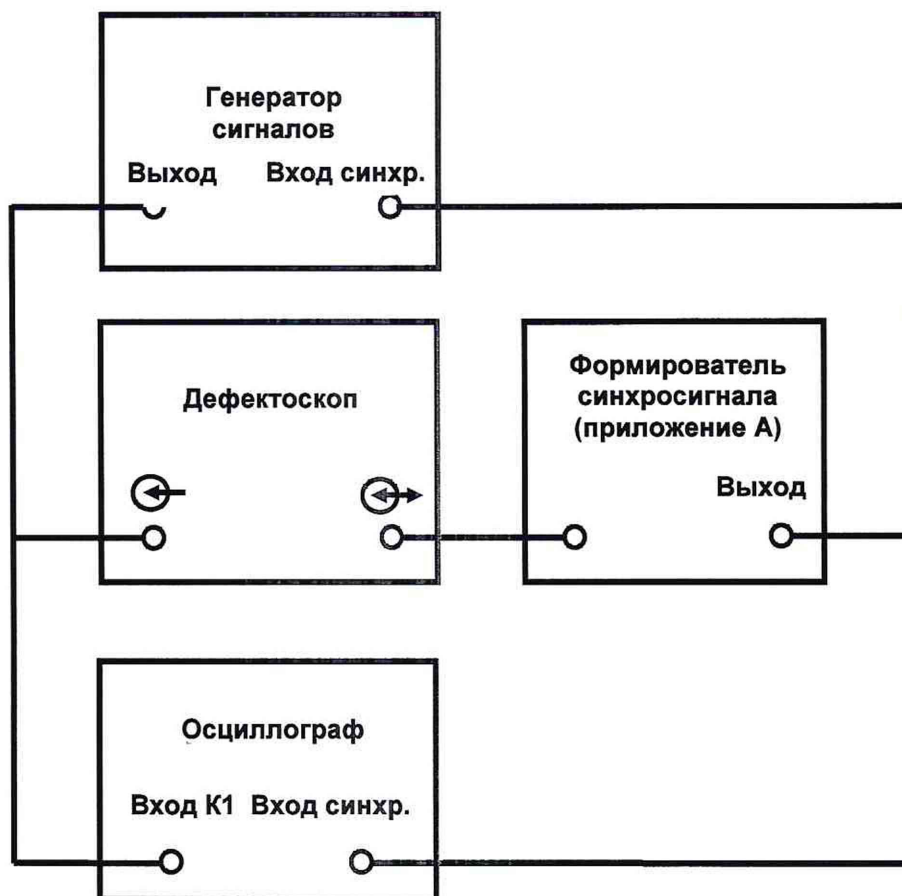 Генератор
сигналов
Выход Вход синхр.
Дефектоскоп
Формирователь
синхросигнала
(приложение А)
Выход
Осциллограф
Вход К1 Вход синхр.